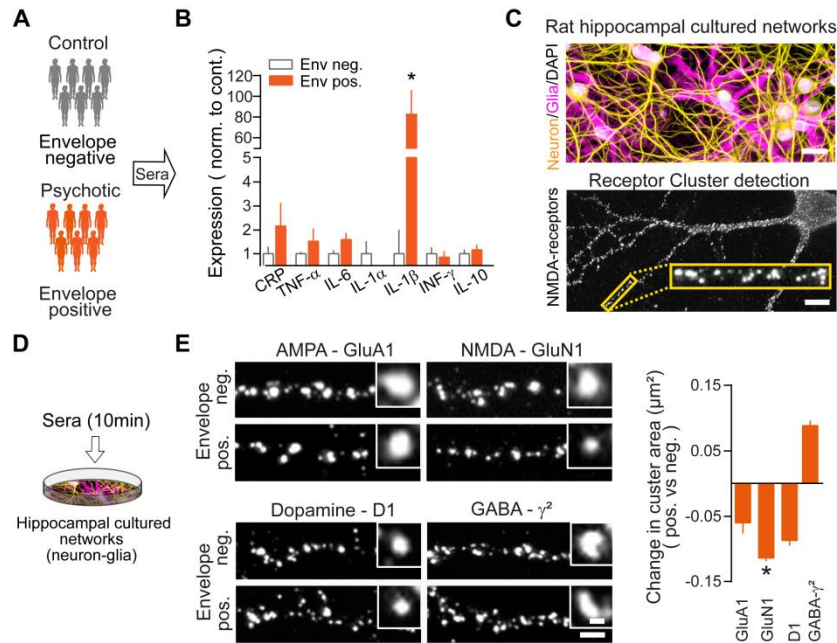 A
Control
Envelope
negative
Psychotic
Envelope
positive
Sera
B
Env neg.
Env pos.
Expression ( norm. to cont.)
120
100
80
60
40
20
5
4
3
2
1
*
CRP
TNF-α
IL-6
IL-1α
IL-1β
INF-γ
IL-10
C
Rat hippocampal cultured networks
Neuron/Glia/DAPI
Receptor Cluster detection
NMDA-receptors
D
Sera (10min)
Hippocampal cultured
networks
(neuron-glia)
E
AMPA - GluA1
NMDA - GluN1
Envelope
neg.
pos.
Dopamine - D1
GABA - γ²
Envelope
neg.
pos.
Change in custer area (µm²)
( pos. vs neg. )
0.15
0.05
-0.05
-0.15
*
GluA1
GluN1
D1
GABA-γ²